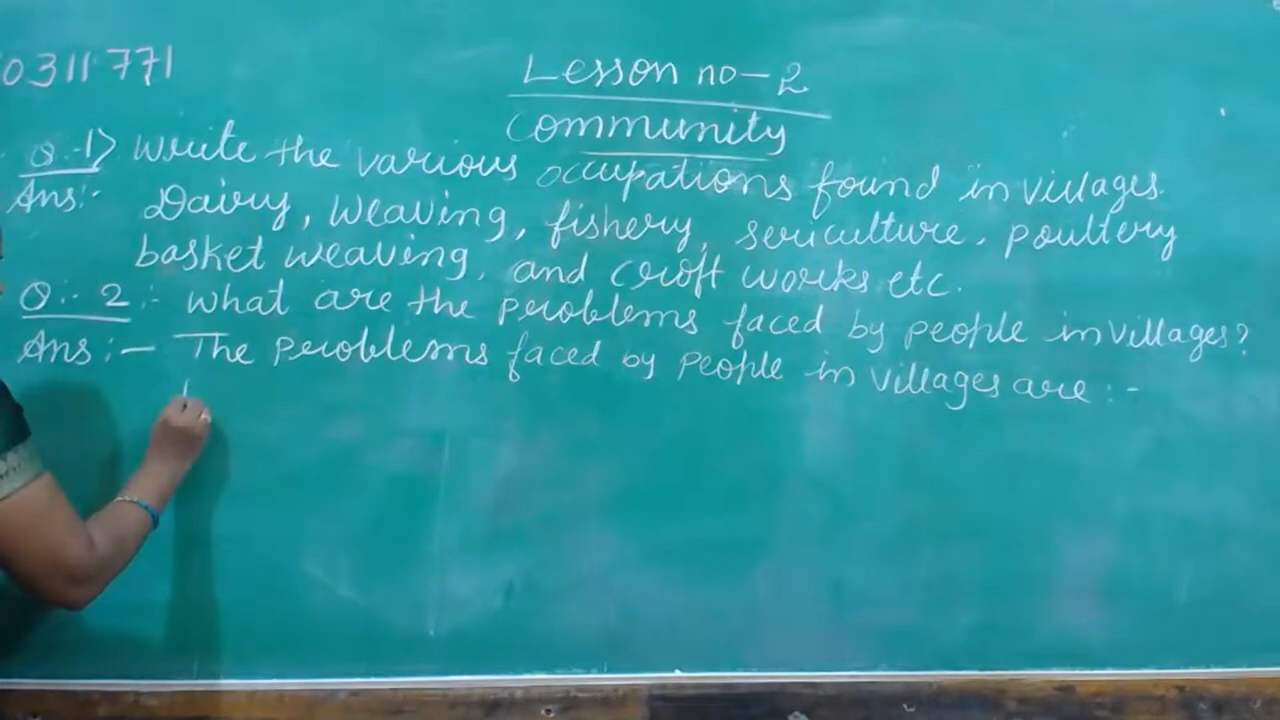 0311771
Lesson no-2
Community
Q.1) Write the various occupations found in villages.
Ans:- Dairy, Weaving, fishery, sericulture, poultery
basket weaving, and croft works etc.
Q:- 2:- What are the peroblems faced by people in villages?
Ans:- The peroblems faced by people in villages are:-